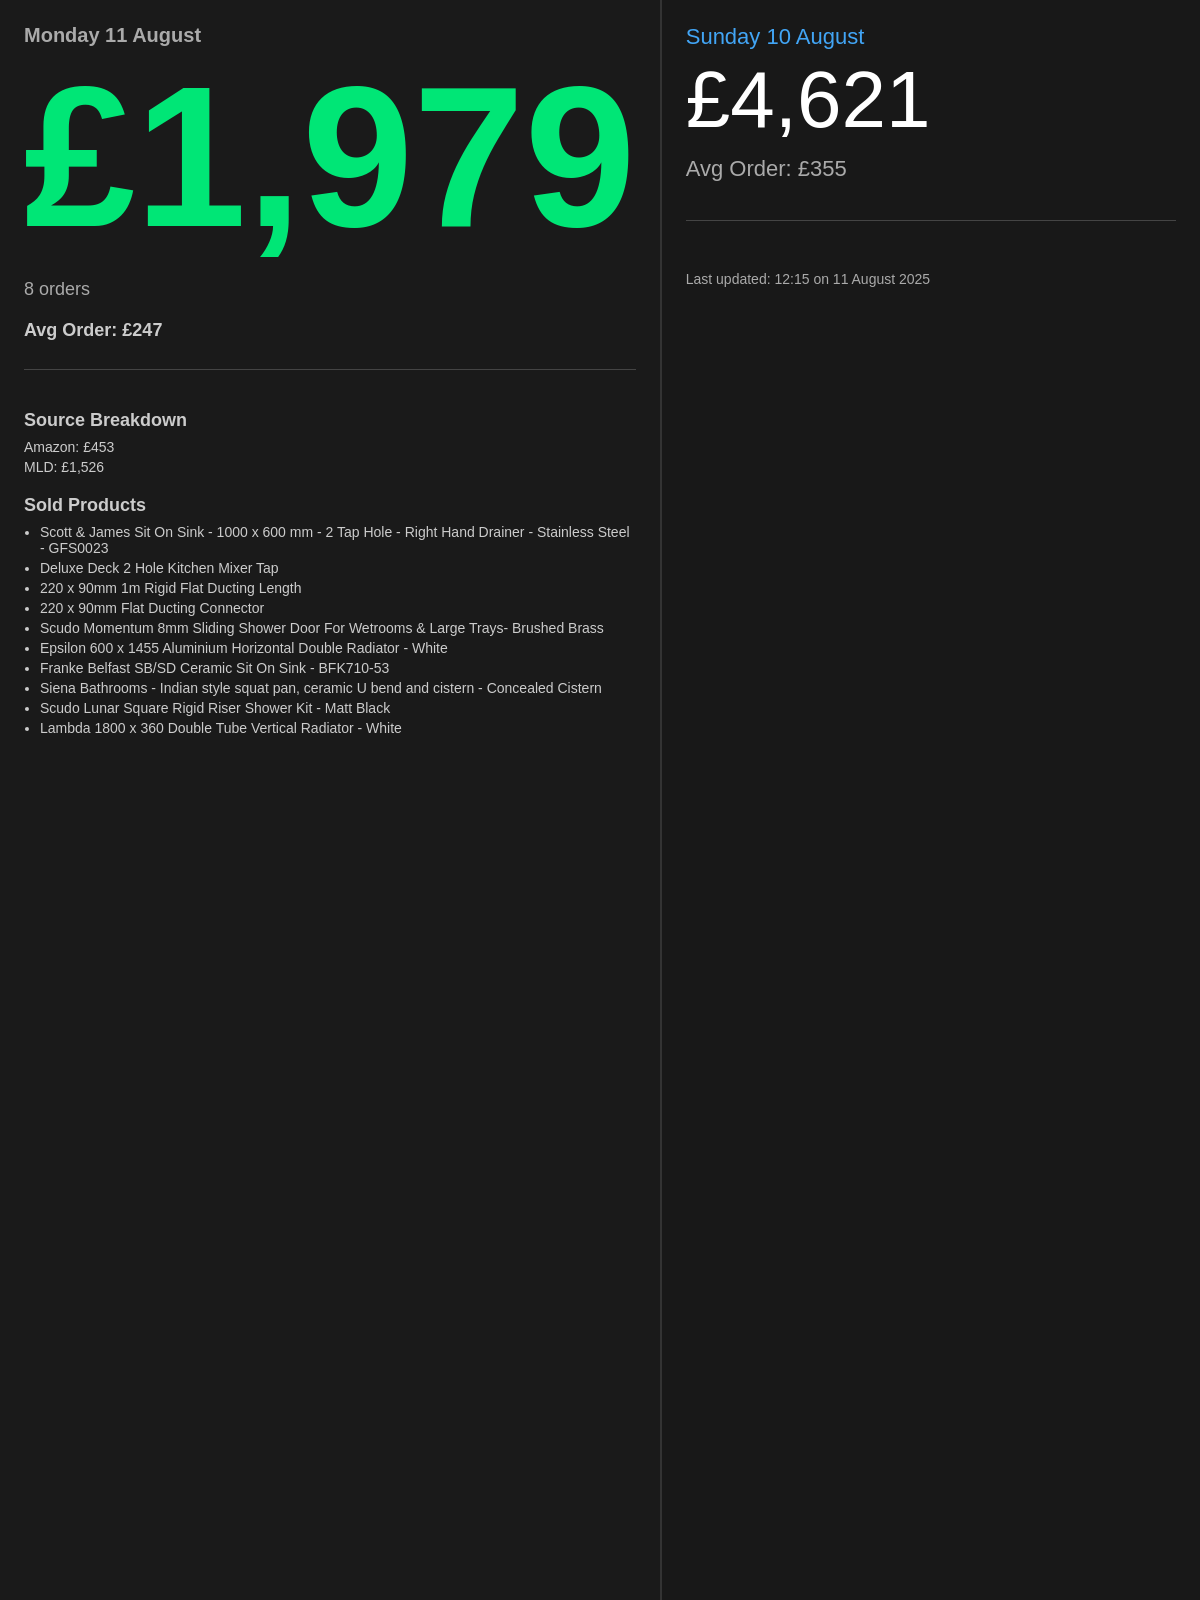 Monday 11 August
£1,979
8 orders
Avg Order: £247
Source Breakdown
Amazon: £453
MLD: £1,526
Sold Products
• Scott & James Sit On Sink - 1000 x 600 mm - 2 Tap Hole - Right Hand Drainer - Stainless Steel
- GFS0023
• Deluxe Deck 2 Hole Kitchen Mixer Tap
• 220 x 90mm 1m Rigid Flat Ducting Length
• 220 x 90mm Flat Ducting Connector
• Scudo Momentum 8mm Sliding Shower Door For Wetrooms & Large Trays- Brushed Brass
• Epsilon 600 x 1455 Aluminium Horizontal Double Radiator - White
• Franke Belfast SB/SD Ceramic Sit On Sink - BFK710-53
• Siena Bathrooms - Indian style squat pan, ceramic U bend and cistern - Concealed Cistern
• Scudo Lunar Square Rigid Riser Shower Kit - Matt Black
• Lambda 1800 x 360 Double Tube Vertical Radiator - White
Sunday 10 August
£4,621
Avg Order: £355
Last updated: 12:15 on 11 August 2025